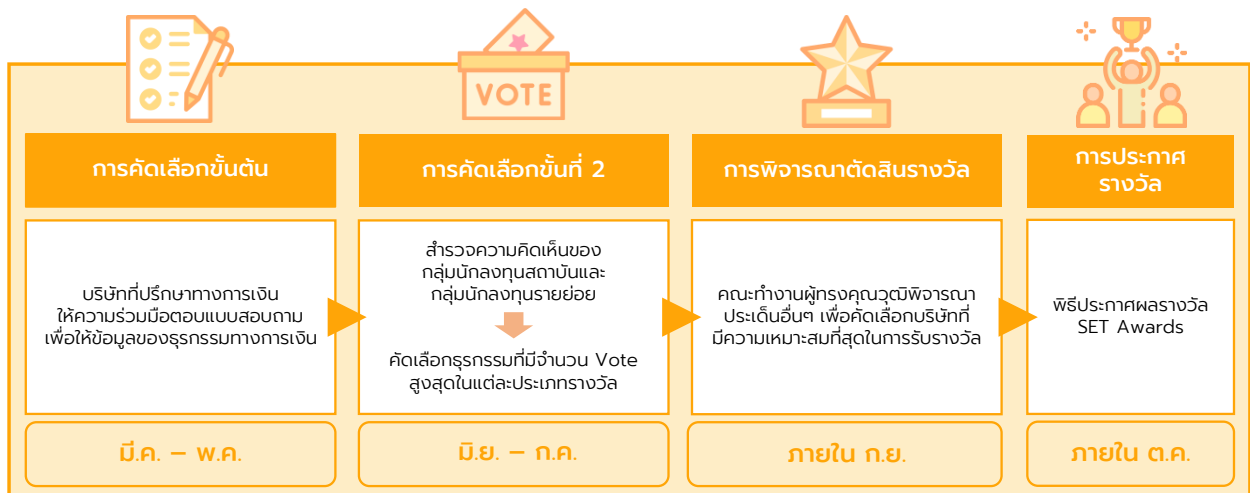 VOTE
การคัดเลือกขั้นต้น
บริษัทที่ปรึกษาทางการเงิน
ให้ความร่วมมือตอบแบบสอบถาม
เพื่อให้ข้อมูลของธุรกรรมทางการเงิน
มี.ค. – พ.ค.
การคัดเลือกขั้นที่ 2
สำรวจความคิดเห็นของ
กลุ่มนักลงทุนสถาบันและ
กลุ่มนักลงทุนรายย่อย
คัดเลือกธุรกรรมที่มีจำนวน Vote
สูงสุดในแต่ละประเภทรางวัล
มิ.ย. – ก.ค.
การพิจารณาตัดสินรางวัล
คณะทำงานผู้ทรงคุณวุฒิพิจารณา
ประเด็นอื่นๆ เพื่อคัดเลือกบริษัทที่
มีความเหมาะสมที่สุดในการรับรางวัล
ภายใน ก.ย.
การประกาศ
รางวัล
พิธีประกาศผลรางวัล
SET Awards
ภายใน ต.ค.